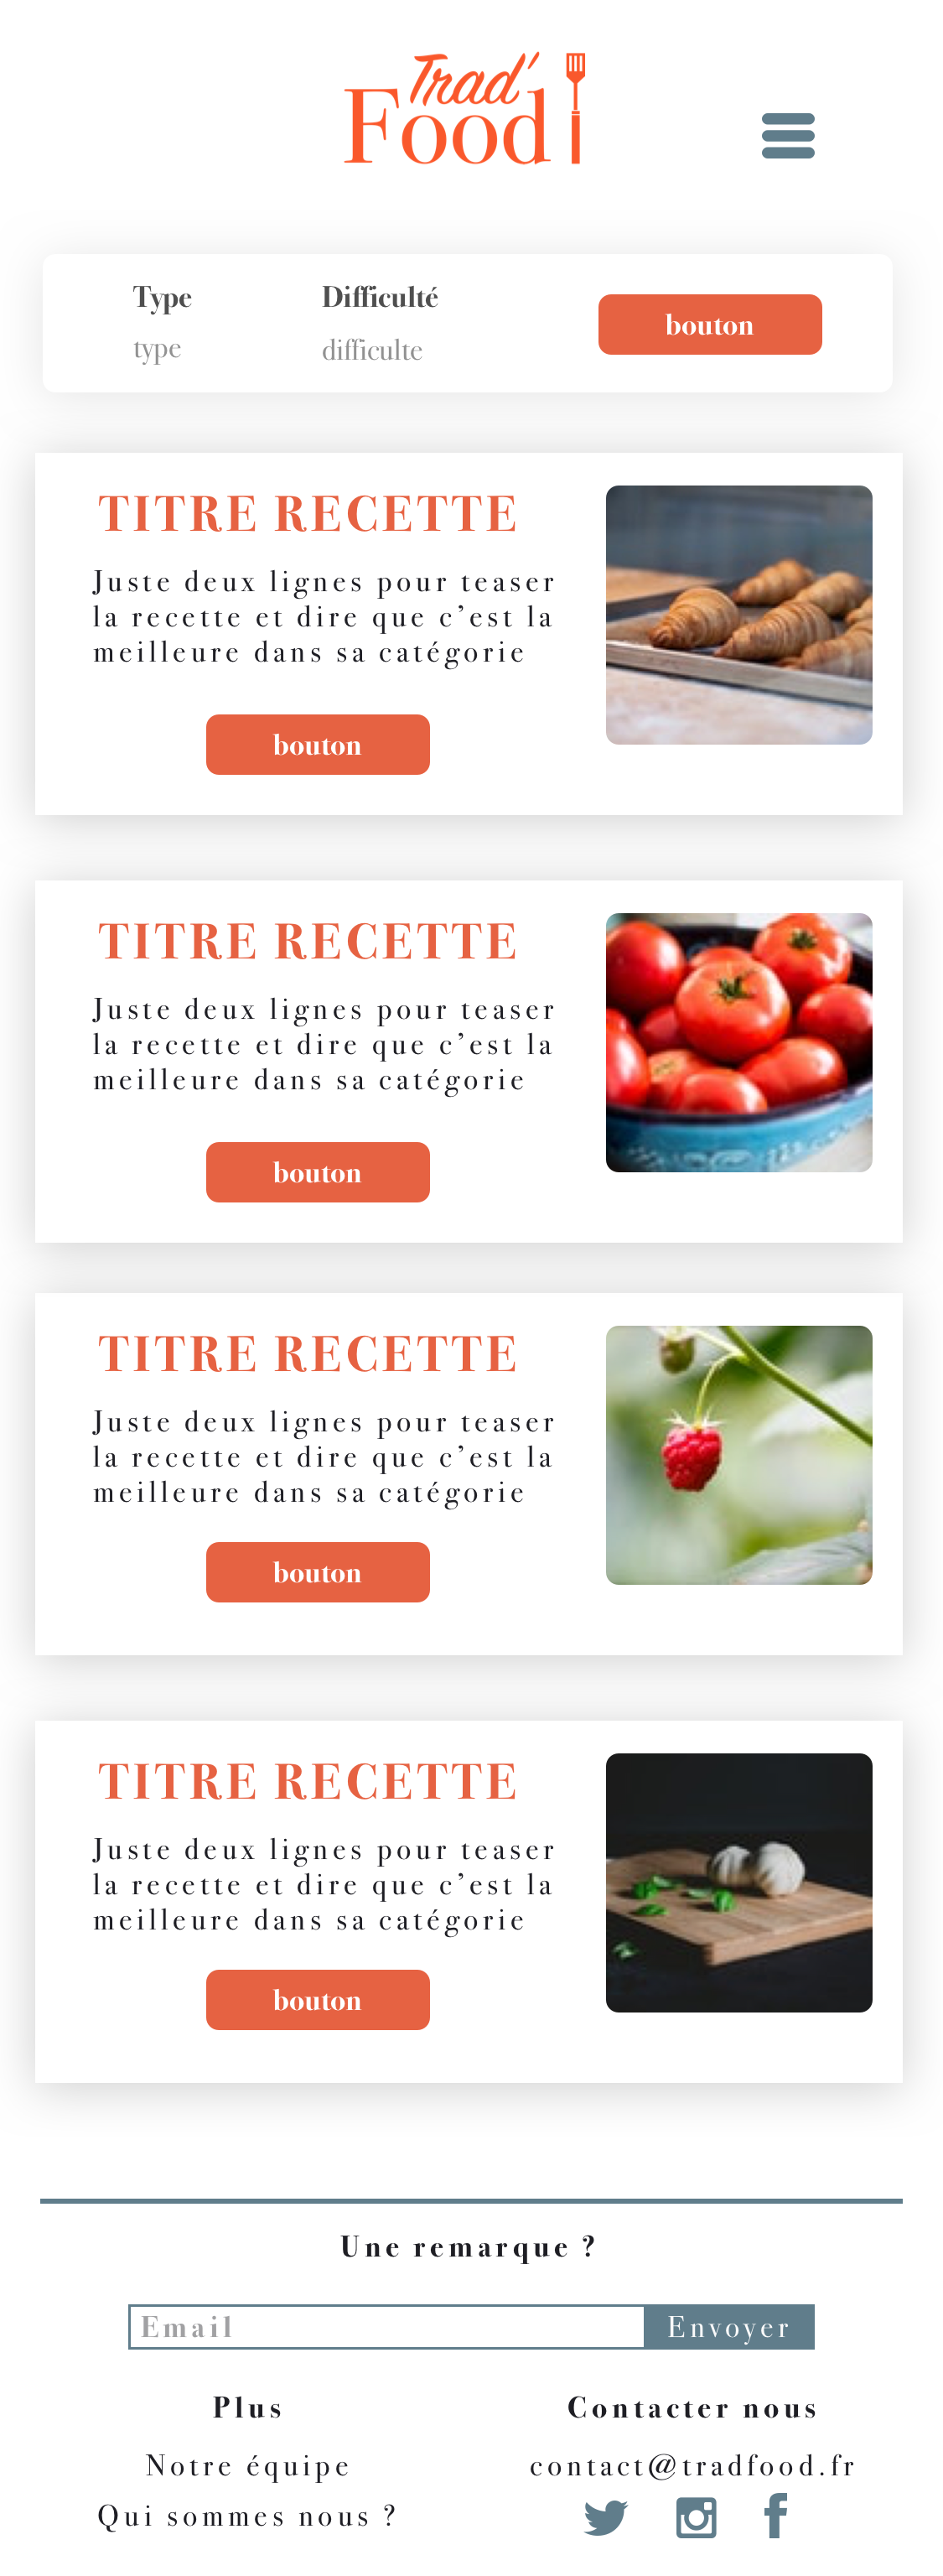 Trad'
Food
Type
Difficulté
bouton
type
difficulte
TITRE RECETTE
Juste deux lignes pour teaser
la recette et dire que c’est la
meilleure dans sa catégorie
bouton
TITRE RECETTE
Juste deux lignes pour teaser
la recette et dire que c’est la
meilleure dans sa catégorie
bouton
TITRE RECETTE
Juste deux lignes pour teaser
la recette et dire que c’est la
meilleure dans sa catégorie
bouton
TITRE RECETTE
Juste deux lignes pour teaser
la recette et dire que c’est la
meilleure dans sa catégorie
bouton
Une remarque ?
Email
Envoyer
Plus
Notre équipe
Qui sommes nous ?
Contacter nous
contact@tradfood.fr